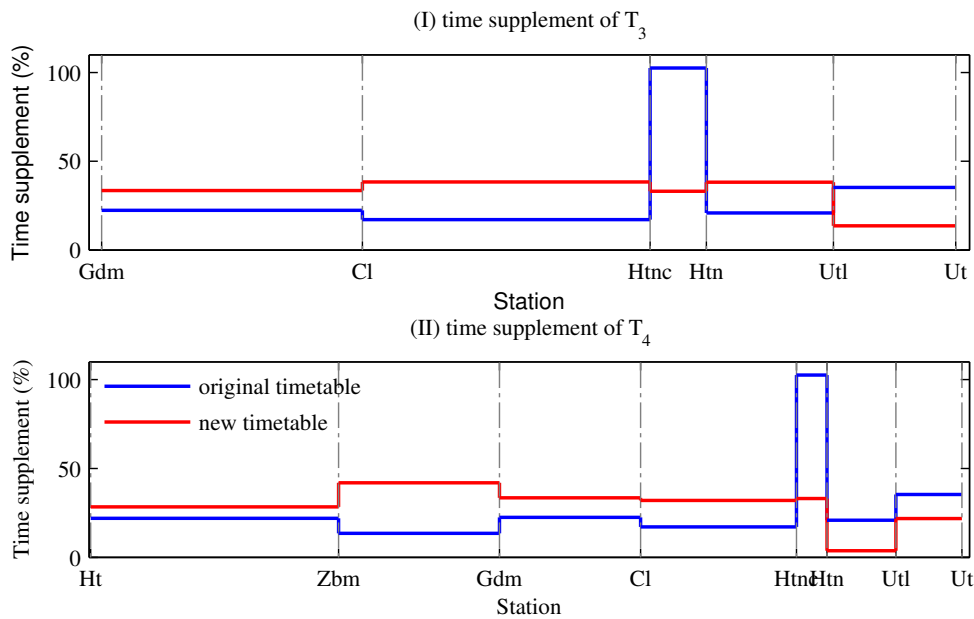 (I) time supplement of T3
Time supplement (%)
100
50
0
Gdm Cl Htnc Htn Utl Ut
Station
(II) time supplement of T4
Time supplement (%)
100
50
0
original timetable
new timetable
Ht Zbm Gdm Cl Htnc Htn Utl Ut
Station